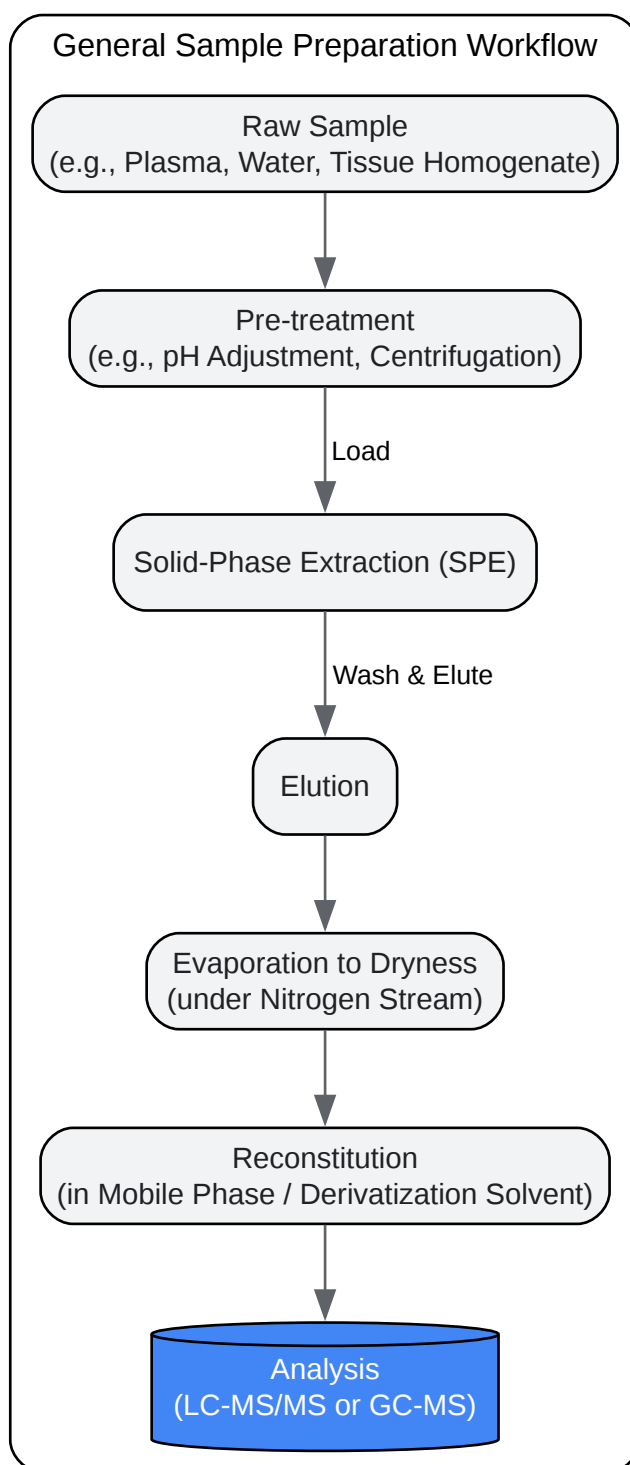 General Sample Preparation Workflow
Raw Sample
(e.g., Plasma, Water, Tissue Homogenate)
Pre-treatment
(e.g., pH Adjustment, Centrifugation)
Load
Solid-Phase Extraction (SPE)
Wash & Elute
Elution
Evaporation to Dryness
(under Nitrogen Stream)
Reconstitution
(in Mobile Phase / Derivatization Solvent)
Analysis
(LC-MS/MS or GC-MS)